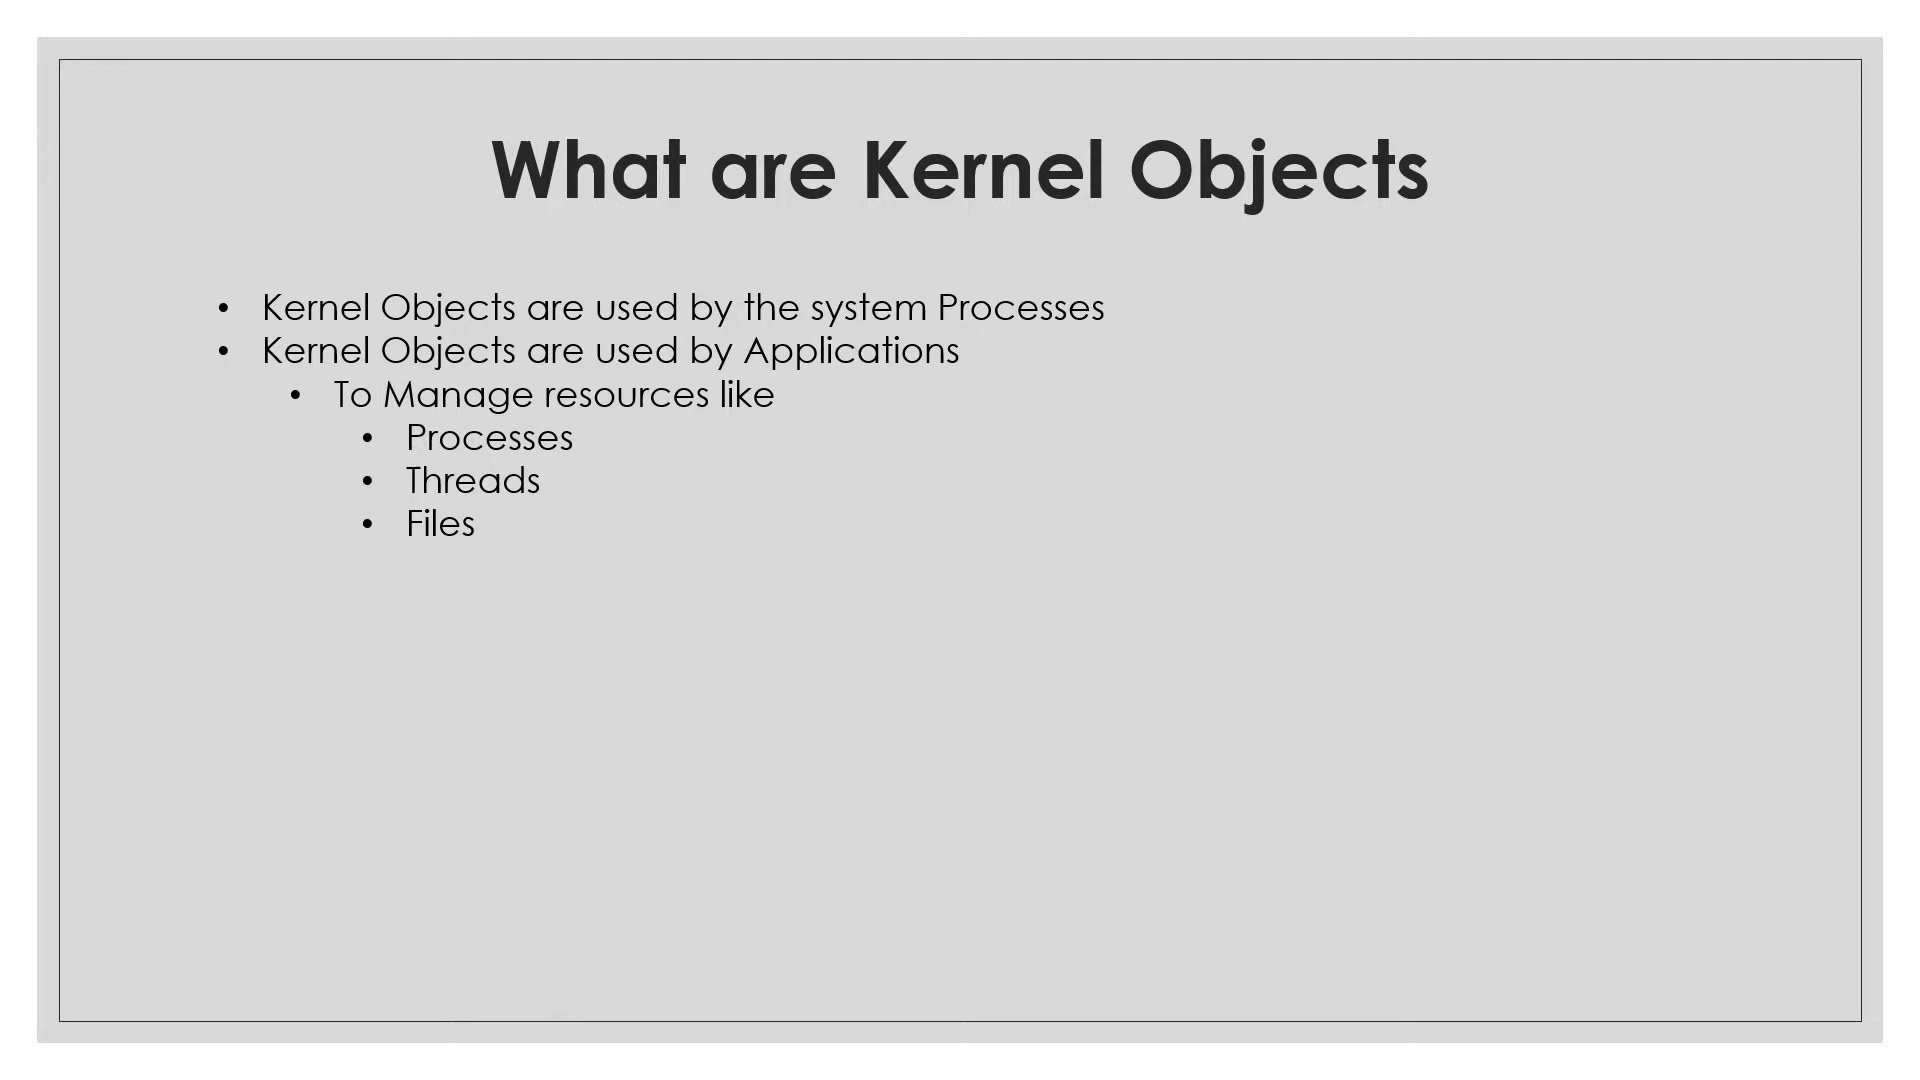 What are Kernel Objects
• Kernel Objects are used by the system Processes
• Kernel Objects are used by Applications
• To Manage resources like
• Processes
• Threads
• Files